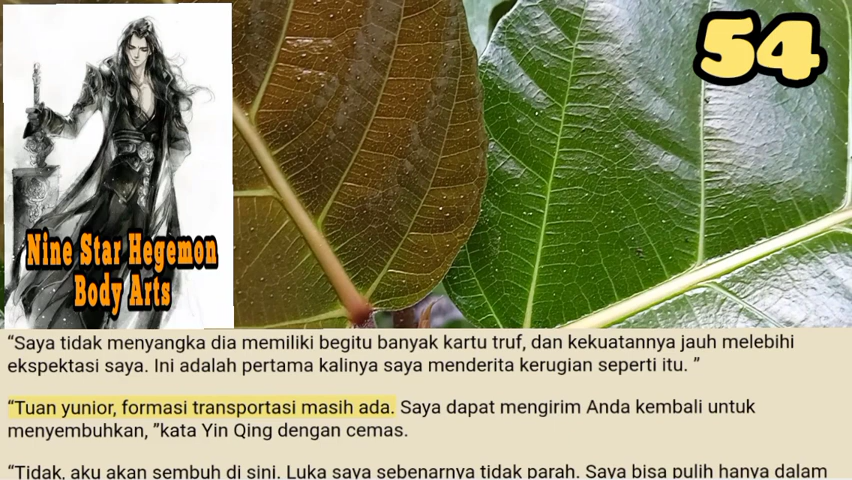 54
Nine Star Hegemon
Body Arts
“Saya tidak menyangka dia memiliki begitu banyak kartu truf, dan kekuatannya jauh melebihi
ekspektasi saya. Ini adalah pertama kalinya saya menderita kerugian seperti itu. ”
“Tuan yunior, formasi transportasi masih ada. Saya dapat mengirim Anda kembali untuk
menyembuhkan, ”kata Yin Qing dengan cemas.
“Tidak, aku akan sembuh di sini. Luka saya sebenarnya tidak parah. Saya bisa pulih hanya dalam